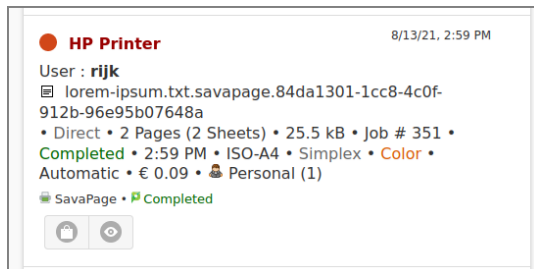 HP Printer 8/13/21, 2:59 PM
User : rijk
lorem-ipsum.txt.savapage.84da1301-1cc8-4c0f-
912b-96e95b07648a
• Direct • 2 Pages (2 Sheets) • 25.5 kB • Job # 351 •
Completed • 2:59 PM • ISO-A4 • Simplex • Color •
Automatic • € 0.09 • Personal (1)
SavaPage • Completed